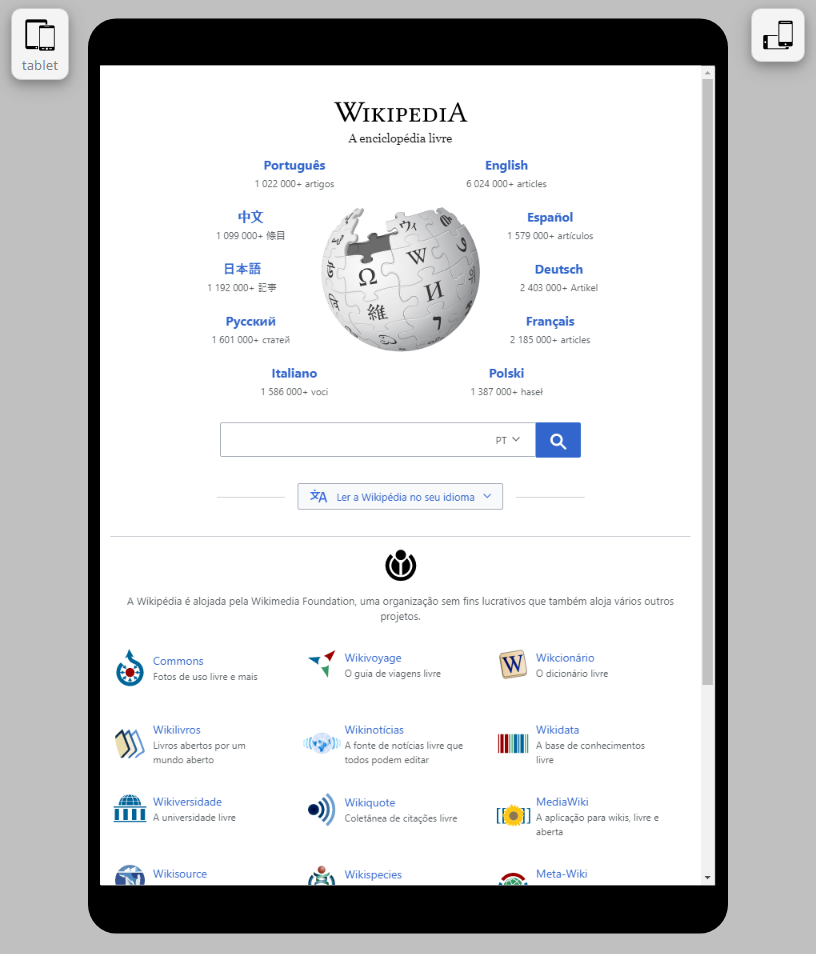 tablet
WIKIPEDIA
A enciclopédia livre
Português English
1 022 000+ artigos 6 024 000+ articles
中文 Español
1 099 000+ 條目 1 579 000+ artículos
日本語 Deutsch
1 192 000+ 記事 2 403 000+ Artikel
Русский Français
1 601 000+ статей 2 185 000+ articles
Italiano Polski
1 586 000+ voci 1 387 000+ haseł
PT
Ler a Wikipédia no seu idioma
A Wikipédia é alojada pela Wikimedia Foundation, uma organização sem fins lucrativos que também aloja vários outros
projetos.
Commons
Fotos de uso livre e mais
Wikivoyage
O guia de viagens livre
Wikcionário
O dicionário livre
Wikilivros
Livros abertos por um
mundo aberto
Wikinotícias
A fonte de notícias livre que
todos podem editar
Wikidata
A base de conhecimentos
livre
Wikiversidade
A universidade livre
Wikiquote
Coletânea de citações livre
MediaWiki
A aplicação para wikis, livre e
aberta
Wikisource
Wikispecies
Meta-Wiki